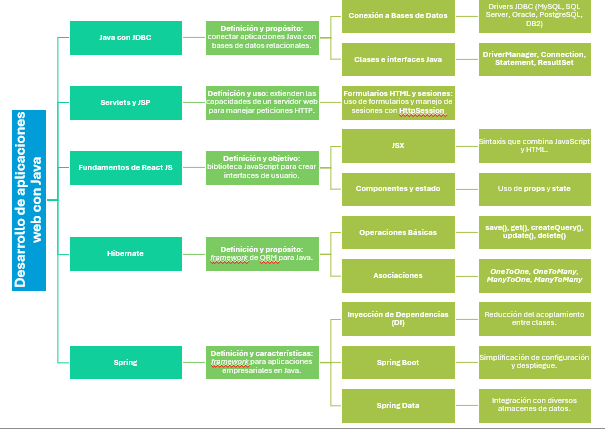 Desarrollo de aplicaciones
web con Java
Java con JDBC
Definición y propósito:
conectar aplicaciones Java con
bases de datos relacionales.
Conexión a Bases de Datos
Drivers JDBC (MySQL, SQL
Server, Oracle, PostgreSQL,
DB2)
Clases e interfaces Java
DriverManager, Connection,
Statement, ResultSet
Servlets y JSP
Definición y uso: extienden las
capacidades de un servidor web
para manejar peticiones HTTP.
Formularios HTML y sesiones:
uso de formularios y manejo de
sesiones con HttpSession
Fundamentos de React JS
Definición y objetivo:
biblioteca JavaScript para crear
interfaces de usuario.
JSX
Sintaxis que combina JavaScript
y HTML.
Componentes y estado
Uso de props y state
Hibernate
Definición y propósito:
framework de ORM para Java.
Operaciones Básicas
save(), get(), createQuery(),
update(), delete()
Asociaciones
OneToOne, OneToMany,
ManyToOne, ManyToMany
Spring
Definición y características:
framework para aplicaciones
empresariales en Java.
Inyección de Dependencias
(DI)
Reducción del acoplamiento
entre clases.
Spring Boot
Simplificación de configuración
y despliegue.
Spring Data
Integración con diversos
almacenes de datos.